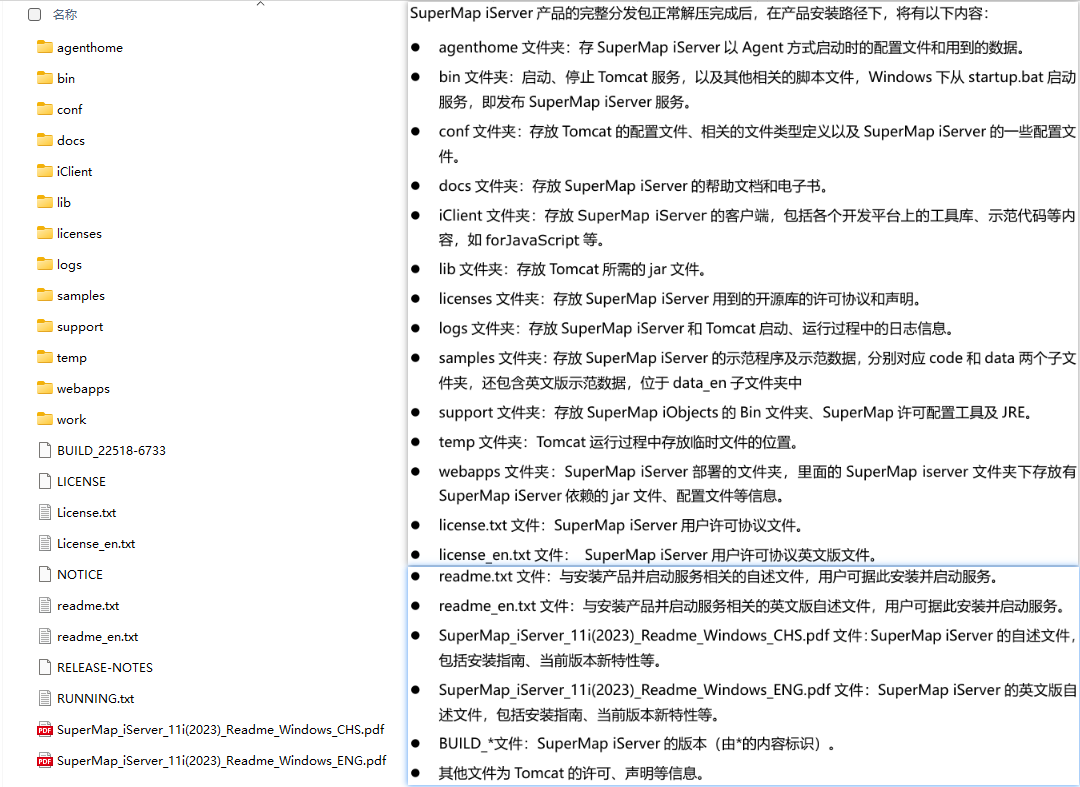 名称
agenthome
bin
conf
docs
iClient
lib
licenses
logs
samples
support
temp
webapps
work
BUILD_22518-6733
LICENSE
License.txt
License_en.txt
NOTICE
readme.txt
readme_en.txt
RELEASE-NOTES
RUNNING.txt
SuperMap_iServer_11i(2023)_Readme_Windows_CHS.pdf
SuperMap_iServer_11i(2023)_Readme_Windows_ENG.pdf
SuperMap iServer 产品的完整分发包正常解压完成后，在产品安装路径下，将有以下内容：
● agenthome 文件夹：存 SuperMap iServer 以 Agent 方式启动时的配置文件和用到的数据。
● bin 文件夹：启动、停止 Tomcat 服务，以及其他相关的脚本文件，Windows 下从 startup.bat 启动
服务，即发布 SuperMap iServer 服务。
● conf 文件夹：存放 Tomcat 的配置文件、相关的文件类型定义以及 SuperMap iServer 的一些配置文
件。
● docs 文件夹：存放 SuperMap iServer 的帮助文档和电子书。
● iClient 文件夹：存放 SuperMap iServer 的客户端，包括各个开发平台上的工具库、示范代码等内
容，如 forJavaScript 等。
● lib 文件夹：存放 Tomcat 所需的 jar 文件。
● licenses 文件夹：存放 SuperMap iServer 用到的开源库的许可协议和声明。
● logs 文件夹：存放 SuperMap iServer 和 Tomcat 启动、运行过程中的日志信息。
● samples 文件夹：存放 SuperMap iServer 的示范程序及示范数据，分别对应 code 和 data 两个子文
件夹，还包含英文版示范数据，位于 data_en 子文件夹中
● support 文件夹：存放 SuperMap iObjects 的 Bin 文件夹、SuperMap 许可配置工具及 JRE。
● temp 文件夹：Tomcat 运行过程中存放临时文件的位置。
● webapps 文件夹：SuperMap iServer 部署的文件夹，里面的 SuperMap iserver 文件夹下存放有
SuperMap iServer 依赖的 jar 文件、配置文件等信息。
● license.txt 文件：SuperMap iServer 用户许可协议文件。
● license_en.txt 文件： SuperMap iServer 用户许可协议英文版文件。
● readme.txt 文件：与安装产品并启动服务相关的自述文件，用户可据此安装并启动服务。
● readme_en.txt 文件：与安装产品并启动服务相关的英文版自述文件，用户可据此安装并启动服务。
● SuperMap_iServer_11i(2023)_Readme_Windows_CHS.pdf 文件：SuperMap iServer 的自述文件，
包括安装指南、当前版本新特性等。
● SuperMap_iServer_11i(2023)_Readme_Windows_ENG.pdf 文件：SuperMap iServer 的英文版自
述文件，包括安装指南、当前版本新特性等。
● BUILD_*文件：SuperMap iServer 的版本（由*的内容标识）。
● 其他文件为 Tomcat 的许可、声明等信息。